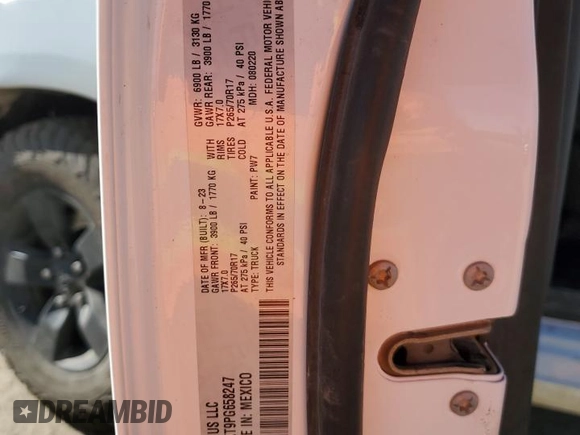 US LLC
DATE OF MFR (BUILT): 8-23
GVWR: 6900 LB / 3130 KG
GAWR FRONT: 3900 LB / 1770 KG
GAWR REAR: 3900 LB / 1770
17X7.0
WITH RIMS
17X7.0
P265/70R17
TIRES
P265/70R17
AT 275 kPa / 40 PSI
COLD
AT 275 kPa / 40 PSI
TYPE: TRUCK
PAINT: PW7
MDH: 080220
THIS VEHICLE CONFORMS TO ALL APPLICABLE U.S.A. FEDERAL MOTOR VEHI
STANDARDS IN EFFECT ON THE DATE OF MANUFACTURE SHOWN AB
T9PG658247
E IN: MEXICO
DREAMBID
.COM